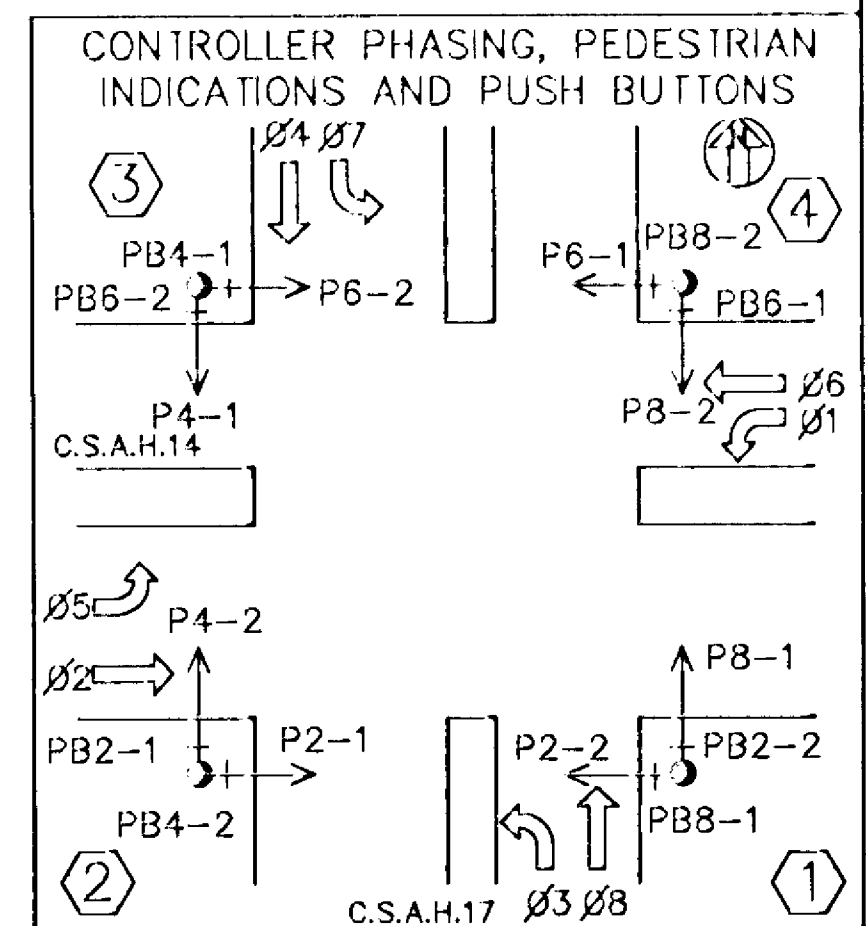 CONTROLLER PHASING, PEDESTRIAN
INDICATIONS AND PUSH BUTTONS
Ø4 Ø7
3
4
PB4-1
PB8-2
P6-1
PB6-2
P6-2
PB6-1
P4-1
P8-2
Ø6
Ø1
C.S.A.H.14
Ø5
P4-2
Ø2
P8-1
PB2-1
P2-1
P2-2
PB2-2
PB4-2
PB8-1
2
1
C.S.A.H.17
Ø3 Ø8